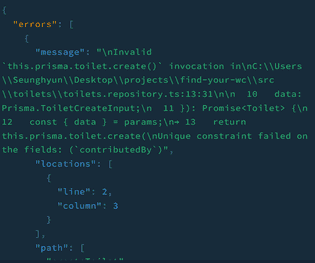 {
"errors": [
{
"message": "\nInvalid
`this.prisma.toilet.create()` invocation in\nC:\\Users
\\Seunghyun\\Desktop\\projects\\find-your-wc\\src
\\toilets\\toilets.repository.ts:13:31\n\n  10   data:
Prisma.ToiletCreateInput;\n  11 }): Promise<Toilet> {\n
12   const { data } = params;\n→ 13   return
this.prisma.toilet.create(\nUnique constraint failed on
the fields: (`contributedBy`)",
"locations": [
{
"line": 2,
"column": 3
}
],
"path": [